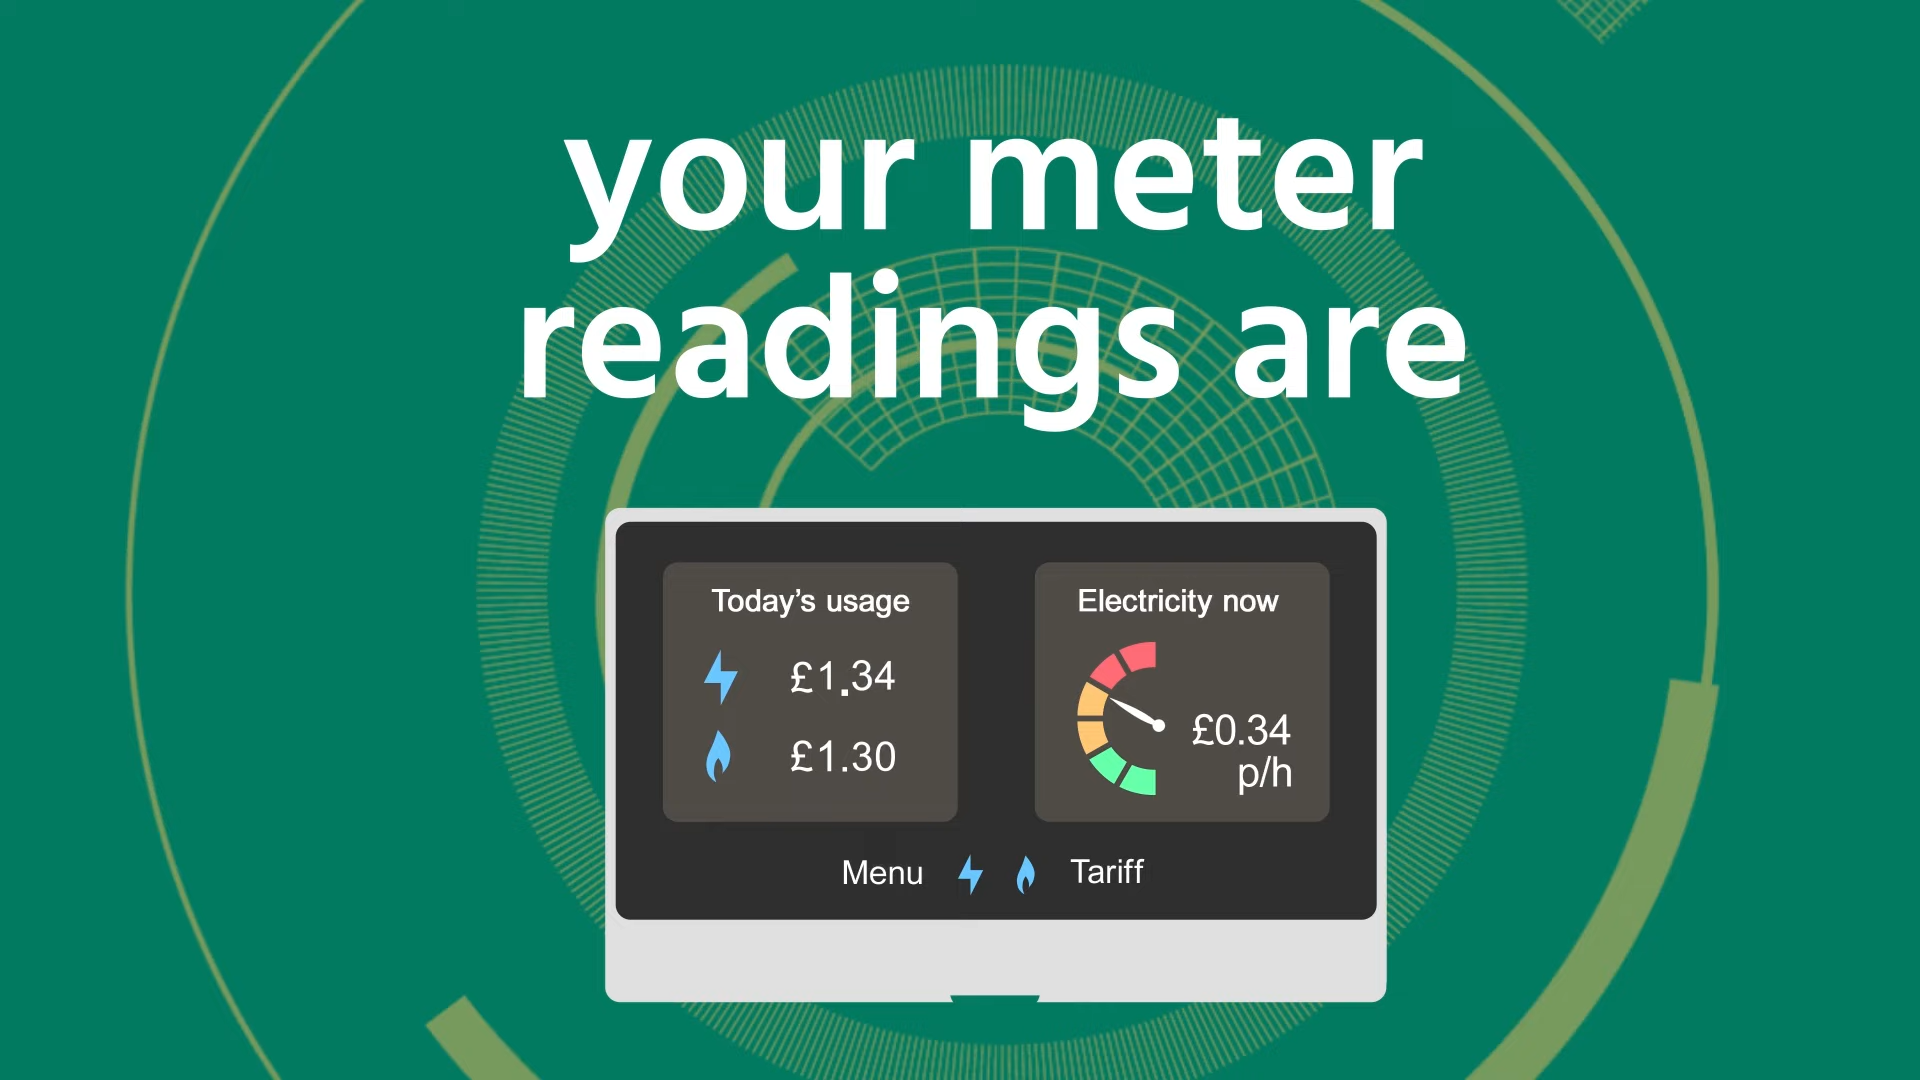 your meter
readings are
Today’s usage
£1.34
£1.30
Electricity now
£0.34
p/h
Menu
Tariff